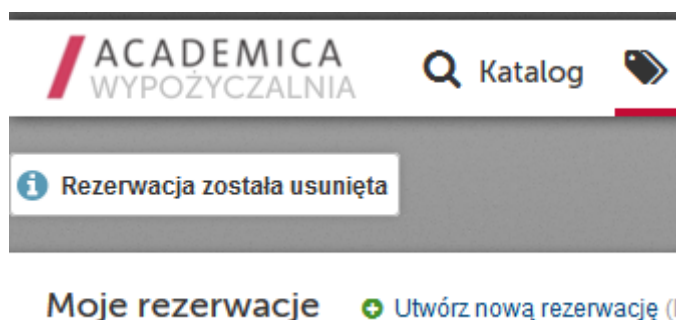 ACADEMICA
WYPOŻYCZALNIA
Katalog
Rezerwacja została usunięta
Moje rezerwacje Utwórz nową rezerwację (